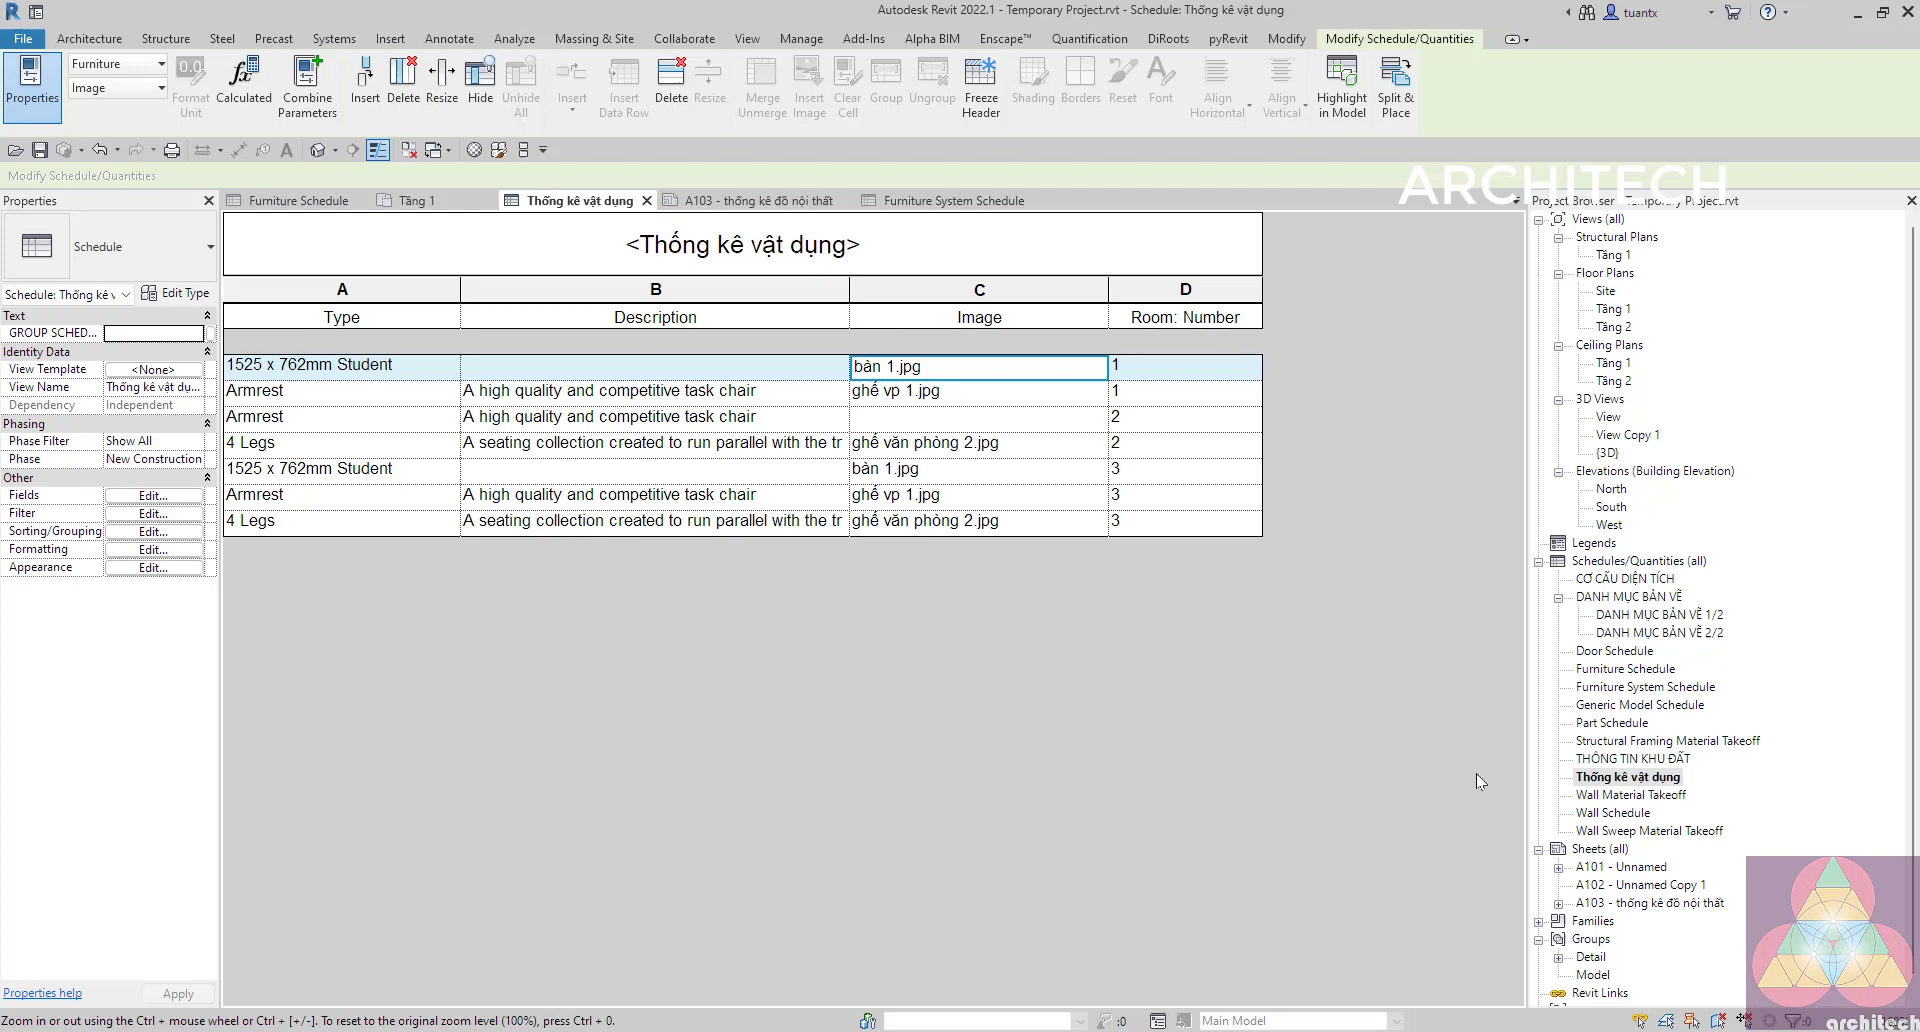 Autodesk Revit 2022.1 - Temporary Project.rvt - Schedule: Thống kê vật dụng
tuantx
File Architecture Structure Steel Precast Systems Insert Annotate Analyze Massing & Site Collaborate View Manage Add-Ins Alpha BIM Enscape™ Quantification DiRoots pyRevit Modify Modify Schedule/Quantities
Properties
Furniture
Image
0.0
Format Unit
Calculated
Combine Parameters
Insert
Delete
Resize
Hide
Unhide All
Insert
Insert Data Row
Delete
Resize
Merge Unmerge
Insert Image
Clear Cell
Group
Ungroup
Freeze Header
Shading
Borders
Reset
Font
Align Horizontal
Align Vertical
Highlight in Model
Split & Place
Modify Schedule/Quantities
ARCHITECH
Properties
Schedule
Schedule: Thống kê v
Edit Type
Text
GROUP SCHED...
Identity Data
View Template <None>
View Name Thống kê vật dụ...
Dependency Independent
Phasing
Phase Filter Show All
Phase New Construction
Other
Fields Edit...
Filter Edit...
Sorting/Grouping Edit...
Formatting Edit...
Appearance Edit...
Properties help
Apply
Furniture Schedule
Tầng 1
Thống kê vật dụng
A103 - thống kê đồ nội thất
Furniture System Schedule
<Thống kê vật dụng>
A B C D
Type Description Image Room: Number
1525 x 762mm Student bàn 1.jpg 1
Armrest A high quality and competitive task chair ghế vp 1.jpg 1
Armrest A high quality and competitive task chair 2
4 Legs A seating collection created to run parallel with the tr ghế văn phòng 2.jpg 2
1525 x 762mm Student bàn 1.jpg 3
Armrest A high quality and competitive task chair ghế vp 1.jpg 3
4 Legs A seating collection created to run parallel with the tr ghế văn phòng 2.jpg 3
Project Browser - Temporary Project.rvt
Views (all)
Structural Plans
Tầng 1
Floor Plans
Site
Tầng 1
Tầng 2
Ceiling Plans
Tầng 1
Tầng 2
3D Views
View
View Copy 1
{3D}
Elevations (Building Elevation)
North
South
West
Legends
Schedules/Quantities (all)
CƠ CẤU DIỆN TÍCH
DANH MỤC BẢN VẼ
DANH MỤC BẢN VẼ 1/2
DANH MỤC BẢN VẼ 2/2
Door Schedule
Furniture Schedule
Furniture System Schedule
Generic Model Schedule
Part Schedule
Structural Framing Material Takeoff
THÔNG TIN KHU ĐẤT
Thống kê vật dụng
Wall Material Takeoff
Wall Schedule
Wall Sweep Material Takeoff
Sheets (all)
A101 - Unnamed
A102 - Unnamed Copy 1
A103 - thống kê đồ nội thất
Families
Groups
Detail
Model
Revit Links
Zoom in or out using the Ctrl + mouse wheel or Ctrl + [+/-]. To reset to the original zoom level (100%), press Ctrl + 0.
:0
Main Model
:0
architech